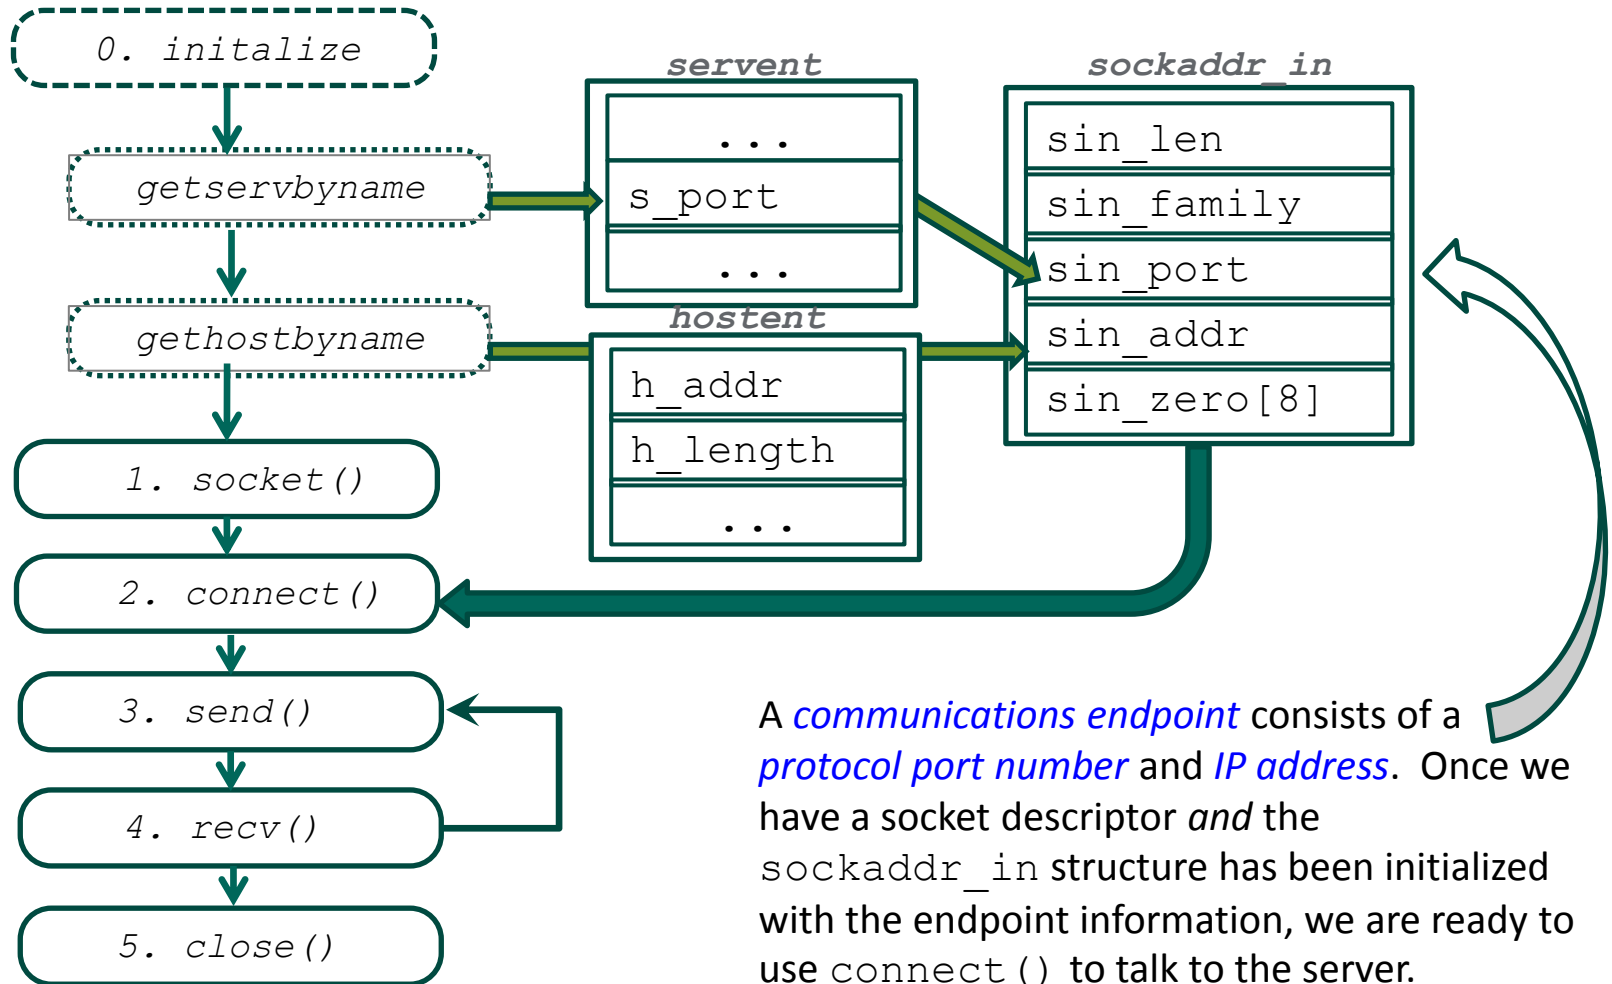 0. initalize
getservbyname
gethostbyname
1. socket()
2. connect()
3. send()
4. recv()
5. close()
servent
...
s_port
...
hostent
h_addr
h_length
...
sockaddr_in
sin_len
sin_family
sin_port
sin_addr
sin_zero[8]
A communications endpoint consists of a
protocol port number and IP address. Once we
have a socket descriptor and the
sockaddr_in structure has been initialized
with the endpoint information, we are ready to
use connect() to talk to the server.